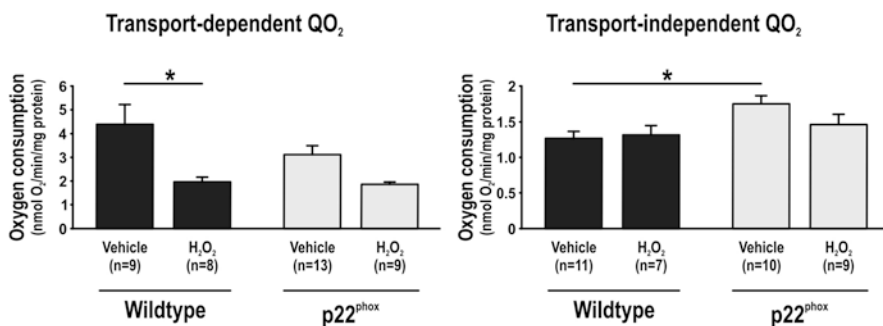 Transport-dependent QO₂
Oxygen consumption
(nmol O₂/min/mg protein)
6
5
4
3
2
1
0
*
Vehicle
(n=9)
H₂O₂
(n=8)
Vehicle
(n=13)
H₂O₂
(n=9)
Wildtype
p22ᵖʰᵒˣ
Transport-independent QO₂
Oxygen consumption
(nmol O₂/min/mg protein)
2
1.5
1
0.5
0
*
Vehicle
(n=11)
H₂O₂
(n=7)
Vehicle
(n=10)
H₂O₂
(n=9)
Wildtype
p22ᵖʰᵒˣ